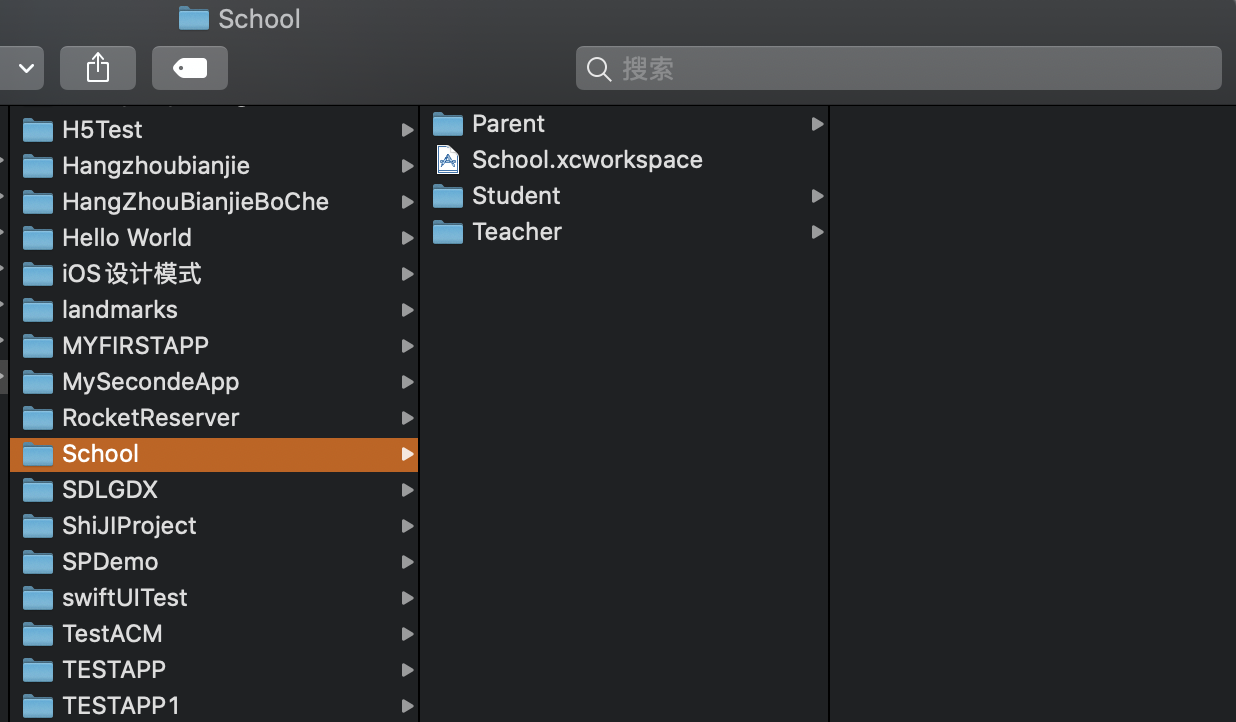 School
搜索
H5Test
Hangzhoubianjie
HangZhouBianjieBoChe
Hello World
iOS设计模式
landmarks
MYFIRSTAPP
MySecondeApp
RocketReserver
School
SDLGDX
ShiJIProject
SPDemo
swiftUITest
TestACM
TESTAPP
TESTAPP1
Parent
School.xcworkspace
Student
Teacher